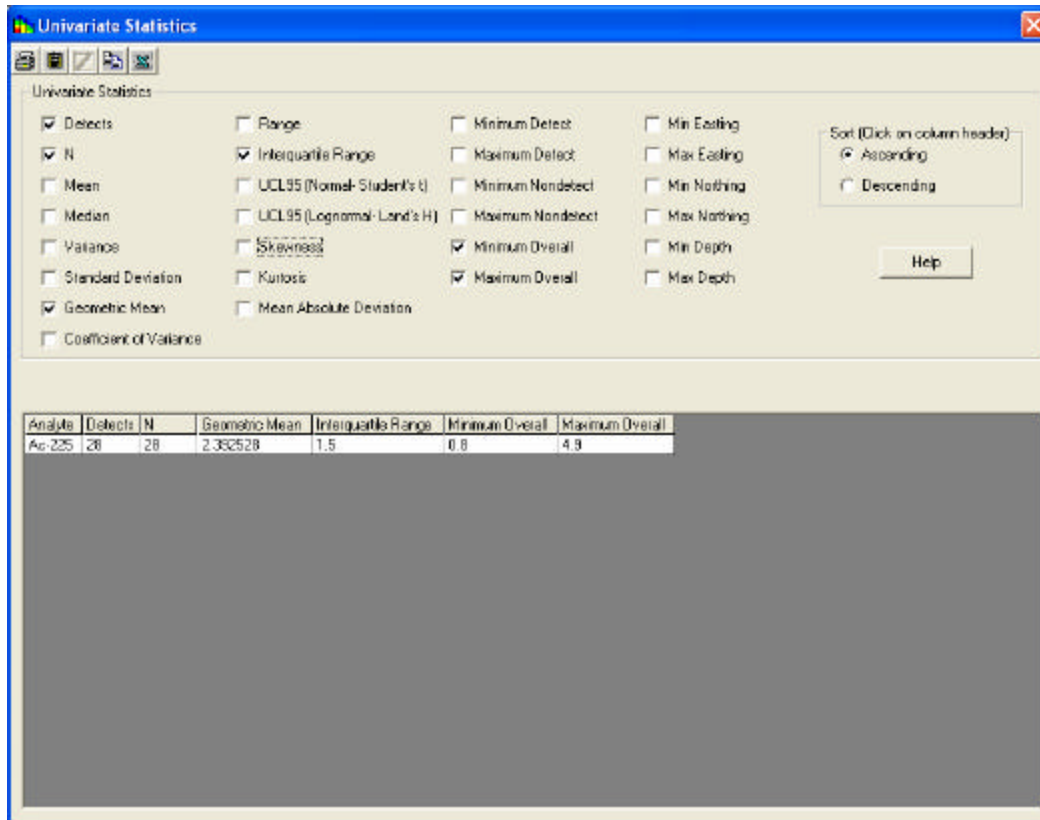 Univariate Statistics
Univariate Statistics
Detects
N
Mean
Median
Variance
Standard Deviation
Geometric Mean
Coefficient of Variance
Range
Interquartile Range
UCL95 (Normal- Student's t)
UCL95 (Lognormal- Land's H)
Skewness
Kurtosis
Mean Absolute Deviation
Minimum Detect
Maximum Detect
Minimum Nondetect
Maximum Nondetect
Minimum Overall
Maximum Overall
Min Easting
Max Easting
Min Northing
Max Northing
Min Depth
Max Depth
Sort (Click on column header)
Ascending
Descending
Help
Analyte Detects N Geometric Mean Interquartile Range Minimum Overall Maximum Overall
Ac-225 28 28 2.392528 1.5 0.8 4.9